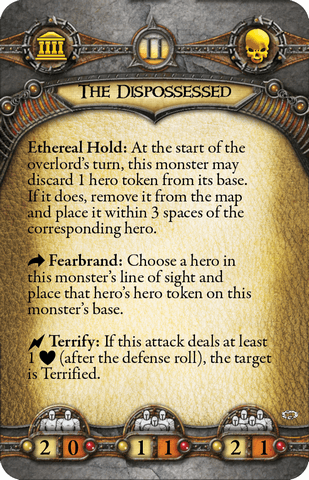 II
The Dispossessed
Ethereal Hold: At the start of the
overlord's turn, this monster may
discard 1 hero token from its base.
If it does, remove it from the map
and place it within 3 spaces of the
corresponding hero.
Fearbrand: Choose a hero in
this monster's line of sight and
place that hero's hero token on this
monster's base.
Terrify: If this attack deals at least
1 (after the defense roll), the target
is Terrified.
2 0 1 1 2 1